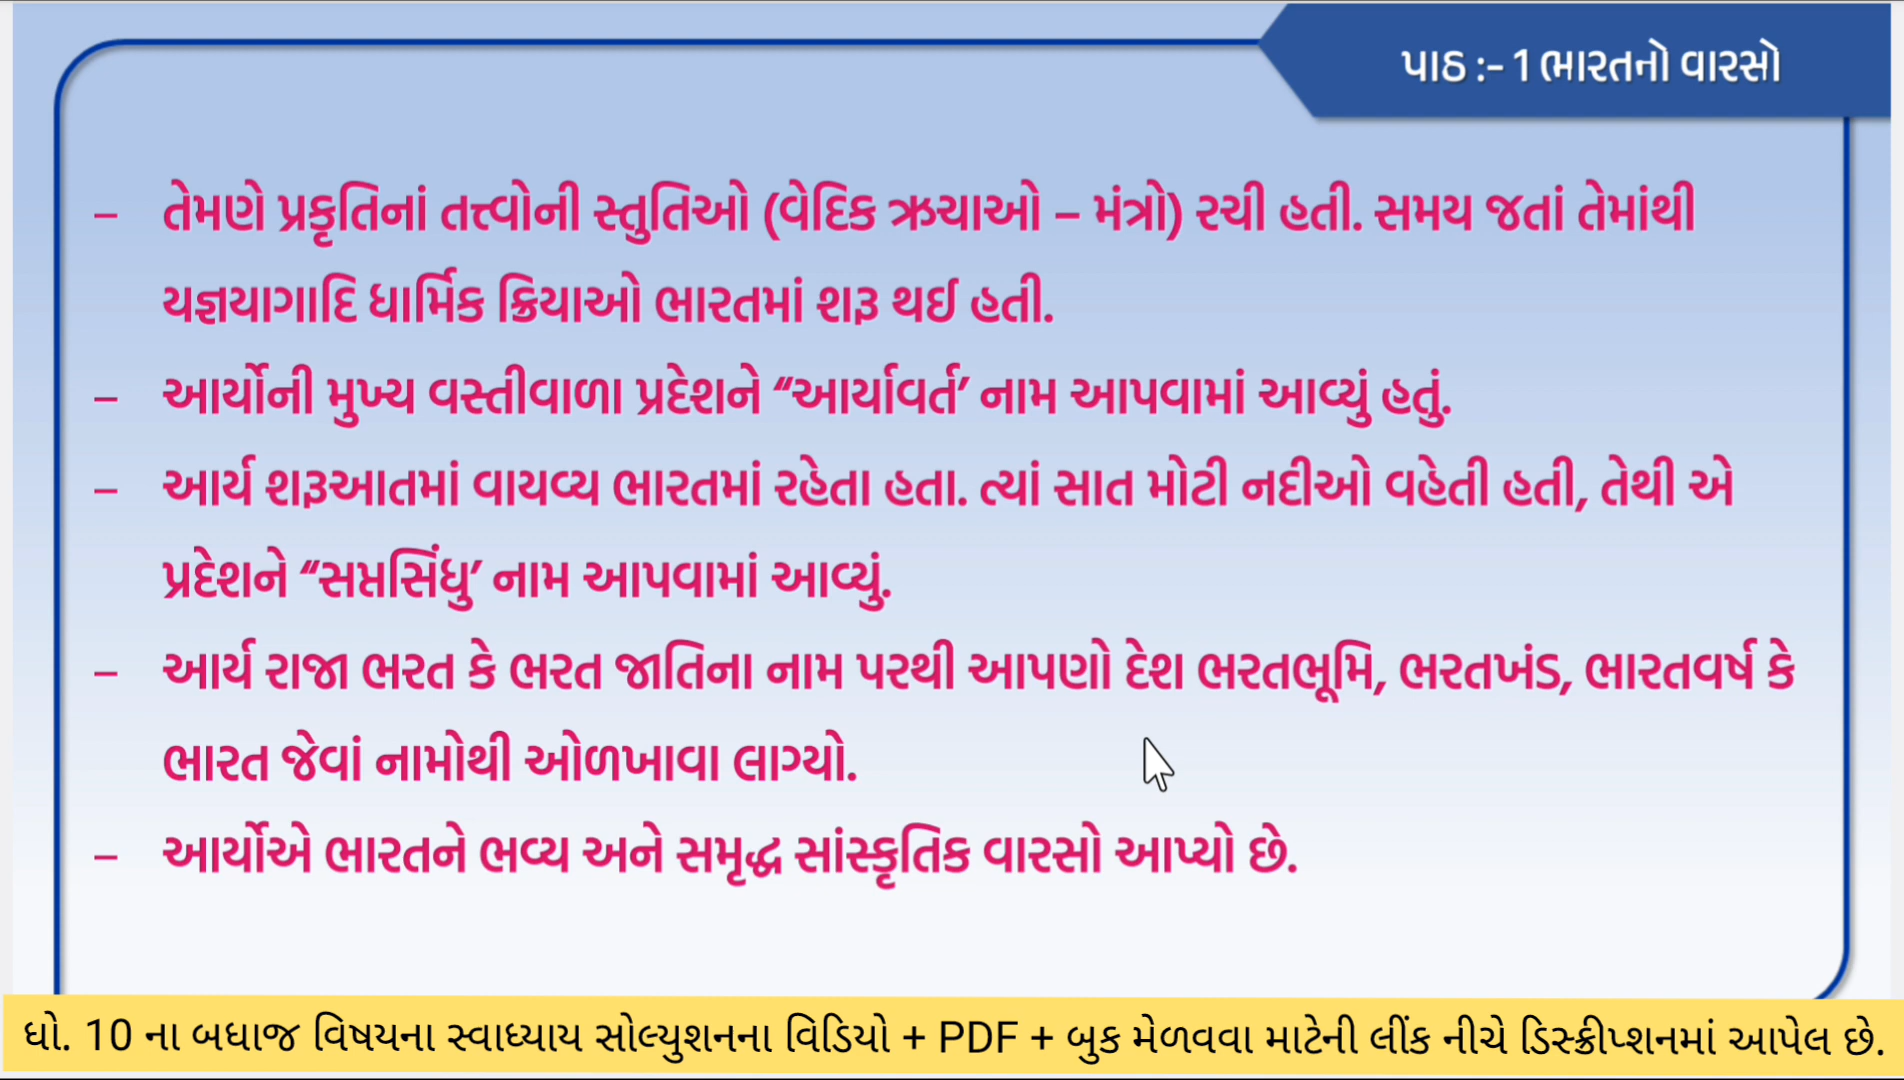 પાઠ :- 1 ભારતનો વારસો
– તેમણે પ્રકૃતિનાં તત્ત્વોની સ્તુતિઓ (વેદિક ઋચાઓ – મંત્રો) રચી હતી. સમય જતાં તેમાંથી
યજ્ઞયાગાદિ ધાર્મિક ક્રિયાઓ ભારતમાં શરૂ થઈ હતી.
– આર્યોની મુખ્ય વસ્તીવાળા પ્રદેશને “આર્યાવર્ત’ નામ આપવામાં આવ્યું હતું.
– આર્ય શરૂઆતમાં વાયવ્ય ભારતમાં રહેતા હતા. ત્યાં સાત મોટી નદીઓ વહેતી હતી, તેથી એ
પ્રદેશને “સપ્તસિંધુ’ નામ આપવામાં આવ્યું.
– આર્ય રાજા ભરત કે ભરત જાતિના નામ પરથી આપણો દેશ ભરતભૂમિ, ભરતખંડ, ભારતવર્ષ કે
ભારત જેવાં નામોથી ઓળખાવા લાગ્યો.
– આર્યોએ ભારતને ભવ્ય અને સમૃદ્ધ સાંસ્કૃતિક વારસો આપ્યો છે.
ધો. 10 ના બધાજ વિષયના સ્વાધ્યાય સોલ્યુશનના વિડિયો + PDF + બુક મેળવવા માટેની લીંક નીચે ડિસ્ક્રીપ્શનમાં આપેલ છે.